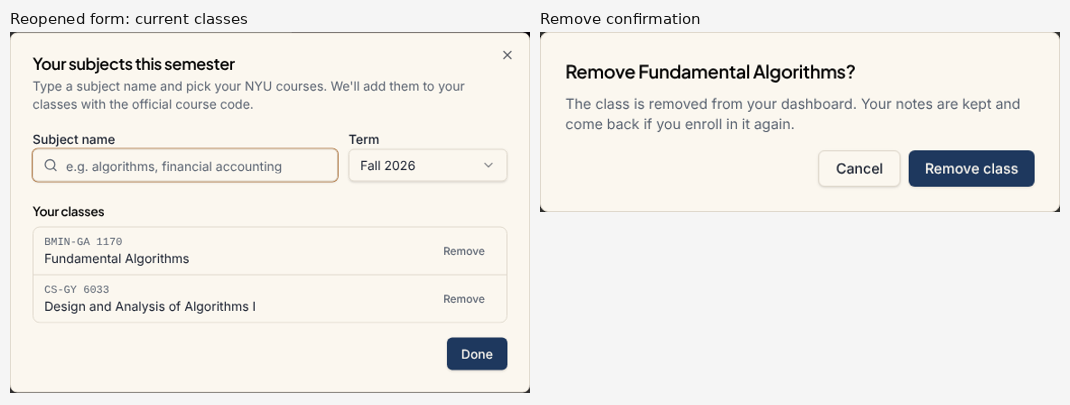 Reopened form: current classes
Your subjects this semester
Type a subject name and pick your NYU courses. We'll add them to your
classes with the official course code.
Subject name
Term
e.g. algorithms, financial accounting
Fall 2026
Your classes
BMIN-GA 1170
Fundamental Algorithms
Remove
CS-GY 6033
Design and Analysis of Algorithms I
Remove
Done
Remove confirmation
Remove Fundamental Algorithms?
The class is removed from your dashboard. Your notes are kept and
come back if you enroll in it again.
Cancel
Remove class